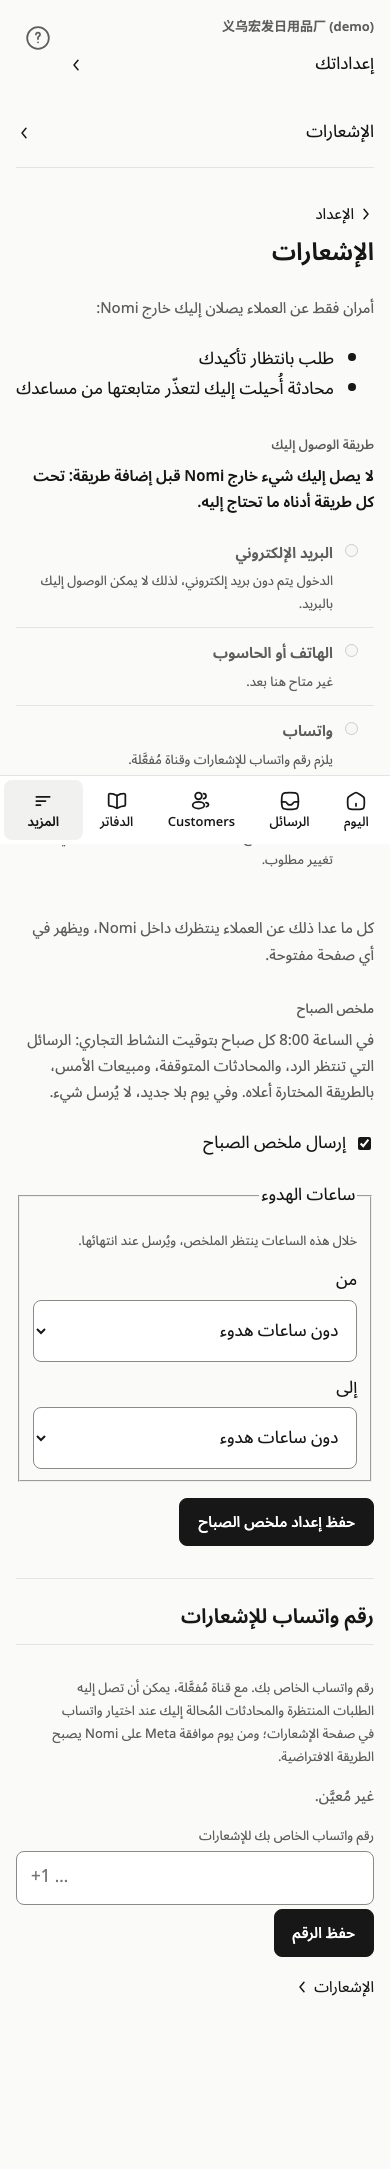 义乌宏发日用品厂 (demo)
إعداداتك
الإشعارات
الإعداد
الإشعارات
أمران فقط عن العملاء يصلان إليك خارج Nomi:
طلب بانتظار تأكيدك
محادثة أُحيلت إليك لتعذّر متابعتها من مساعدك
طريقة الوصول إليك
لا يصل إليك شيء خارج Nomi قبل إضافة طريقة: تحت
كل طريقة أدناه ما تحتاج إليه.
البريد الإلكتروني
الدخول يتم دون بريد إلكتروني، لذلك لا يمكن الوصول إليك
بالبريد.
الهاتف أو الحاسوب
غير متاح هنا بعد.
واتساب
يلزم رقم واتساب للإشعارات وقناة مُفعَّلة.
اليوم
الرسائل
Customers
الدفاتر
المزيد
تغيير مطلوب.
كل ما عدا ذلك عن العملاء ينتظرك داخل Nomi، ويظهر في
أي صفحة مفتوحة.
ملخص الصباح
في الساعة 8:00 كل صباح بتوقيت النشاط التجاري: الرسائل
التي تنتظر الرد، والمحادثات المتوقفة، ومبيعات الأمس،
بالطريقة المختارة أعلاه. وفي يوم بلا جديد، لا يُرسل شيء.
إرسال ملخص الصباح
ساعات الهدوء
خلال هذه الساعات ينتظر الملخص، ويُرسل عند انتهائها.
من
دون ساعات هدوء
إلى
دون ساعات هدوء
حفظ إعداد ملخص الصباح
رقم واتساب للإشعارات
رقم واتساب الخاص بك. مع قناة مُفعَّلة، يمكن أن تصل إليه
الطلبات المنتظرة والمحادثات المُحالة إليك عند اختيار واتساب
في صفحة الإشعارات؛ ومن يوم موافقة Meta على Nomi يصبح
الطريقة الافتراضية.
غير مُعيَّن.
رقم واتساب الخاص بك للإشعارات
+1 ...
حفظ الرقم
الإشعارات